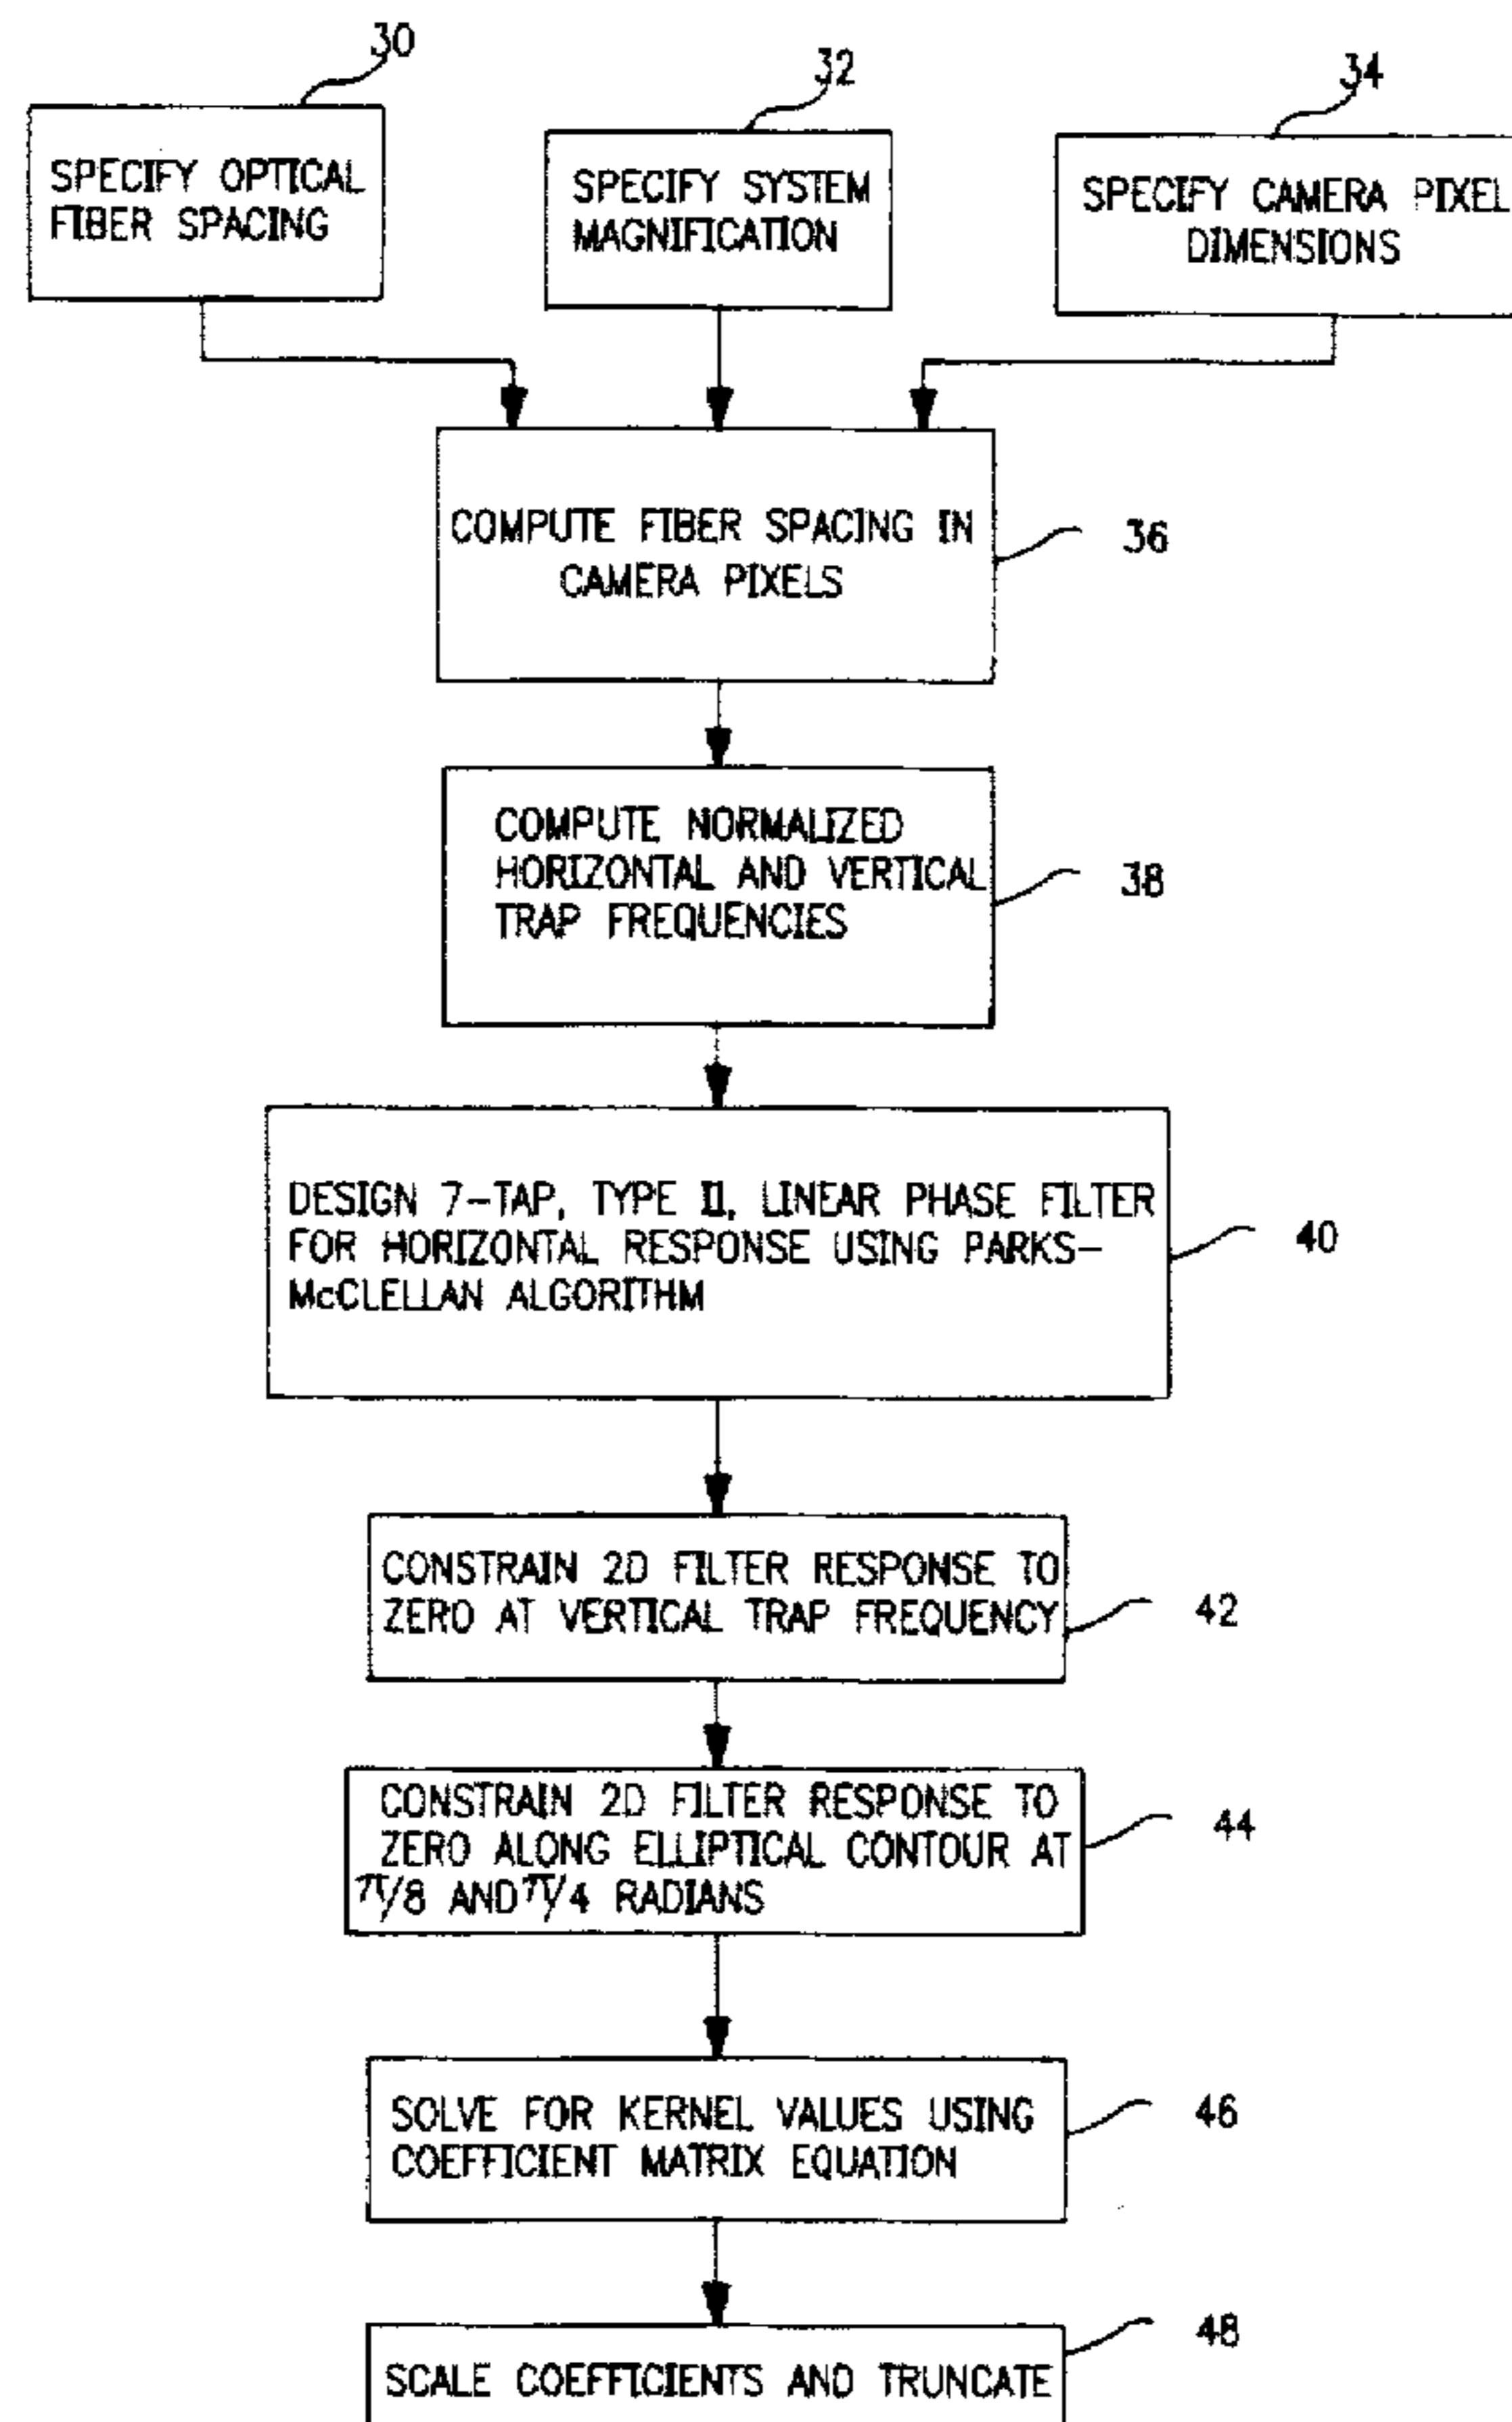 30
32
34
SPECIFY OPTICAL
FIBER SPACING
SPECIFY SYSTEM
MAGNIFICATION
SPECIFY CAMERA PIXEL
DIMENSIONS
COMPUTE FIBER SPACING IN
CAMERA PIXELS
36
COMPUTE NORMALIZED
HORIZONTAL AND VERTICAL
TRAP FREQUENCIES
38
DESIGN 7-TAP, TYPE II, LINEAR PHASE FILTER
FOR HORIZONTAL RESPONSE USING PARKS-
McCLELLAN ALGORITHM
40
CONSTRAIN 2D FILTER RESPONSE TO
ZERO AT VERTICAL TRAP FREQUENCY
42
CONSTRAIN 2D FILTER RESPONSE TO
ZERO ALONG ELLIPTICAL CONTOUR AT
π/8 AND π/4 RADIANS
44
SOLVE FOR KERNEL VALUES USING
COEFFICIENT MATRIX EQUATION
46
SCALE COEFFICIENTS AND TRUNCATE
48